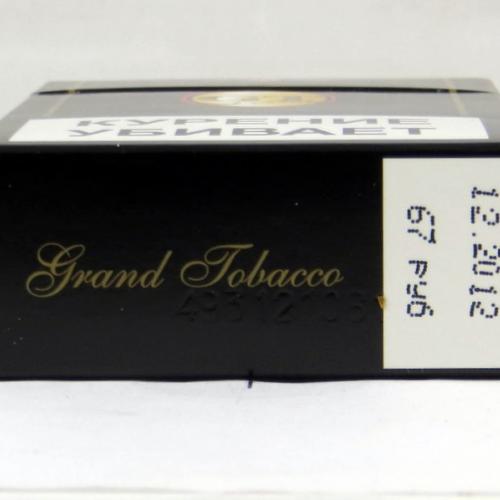 КУРЕНИЕ
УБИВАЕТ
Grand Tobacco
12.2012
67 руб